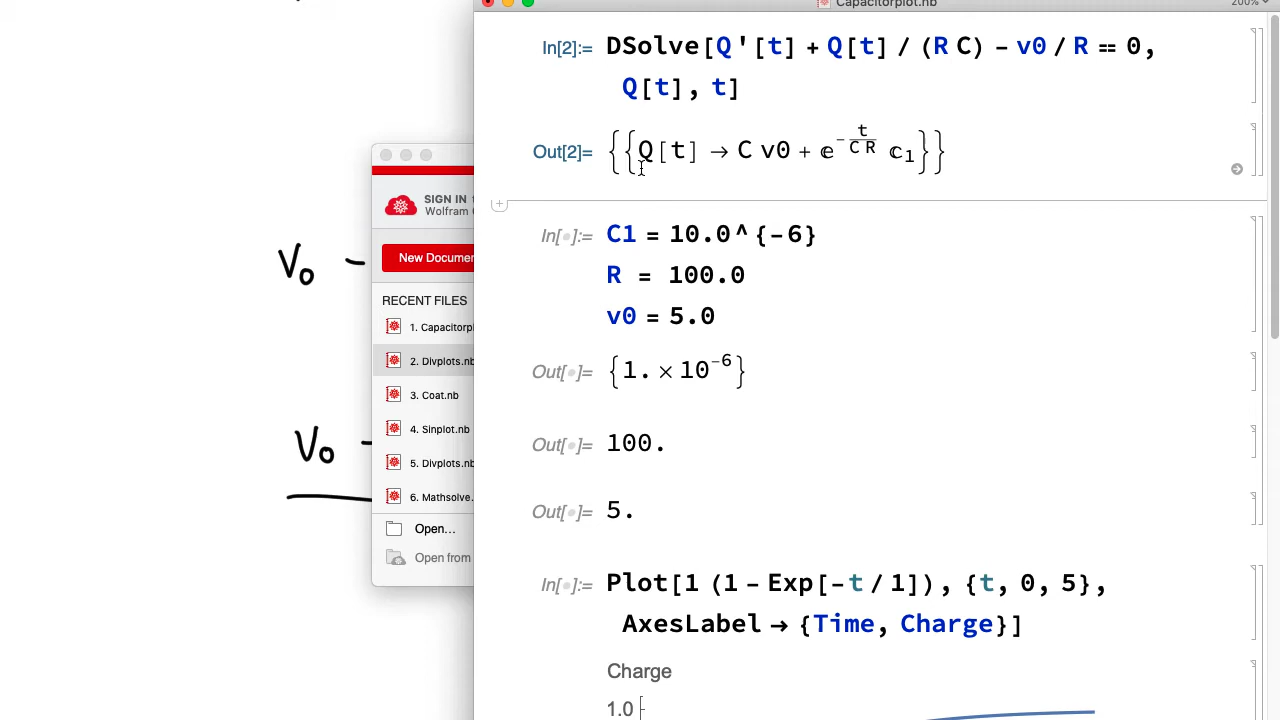 Capacitorplot.nb
200%
In[2]:= DSolve[Q'[t] + Q[t] / (R C) - v0 / R == 0,
Q[t], t]
Out[2]= {{Q[t] → C v0 + ℯ^(-t/(C R)) 𝕔₁}}
SIGN IN
Wolfram
V₀ -
In[•]:= C1 = 10.0^{-6}
New Documen
R = 100.0
RECENT FILES
v0 = 5.0
1. Capacitorpl
2. Divplots.nb
Out[•]= {1. × 10⁻⁶}
3. Coat.nb
4. Sinplot.nb
V₀ -
Out[•]= 100.
5. Divplots.nb
6. Mathsolve.
Out[•]= 5.
Open...
Open from
In[•]:= Plot[1 (1 - Exp[-t / 1]), {t, 0, 5},
AxesLabel → {Time, Charge}]
Charge
1.0